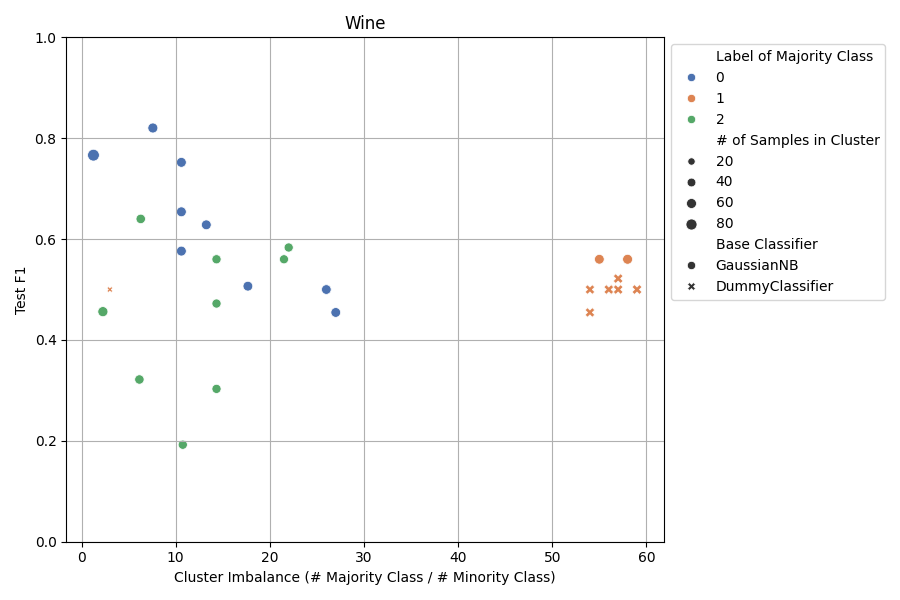 Wine
Test F1
1.0
0.8
0.6
0.4
0.2
0.0
0 10 20 30 40 50 60
Cluster Imbalance (# Majority Class / # Minority Class)
Label of Majority Class
0
1
2
# of Samples in Cluster
20
40
60
80
Base Classifier
GaussianNB
DummyClassifier